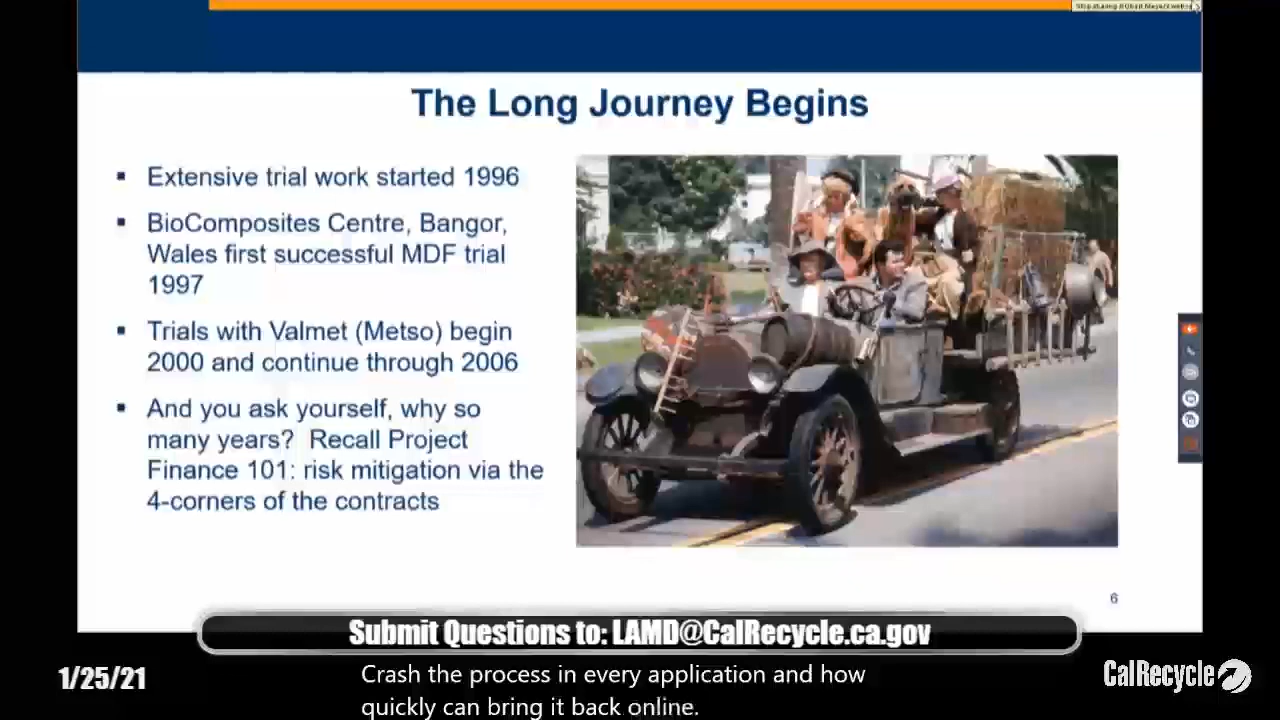 The Long Journey Begins
Extensive trial work started 1996
BioComposites Centre, Bangor,
Wales first successful MDF trial
1997
Trials with Valmet (Metso) begin
2000 and continue through 2006
And you ask yourself, why so
many years? Recall Project
Finance 101: risk mitigation via the
4-corners of the contracts
6
Submit Questions to: LAMD@CalRecycle.ca.gov
1/25/21
Crash the process in every application and how
quickly can bring it back online.
CalRecycle